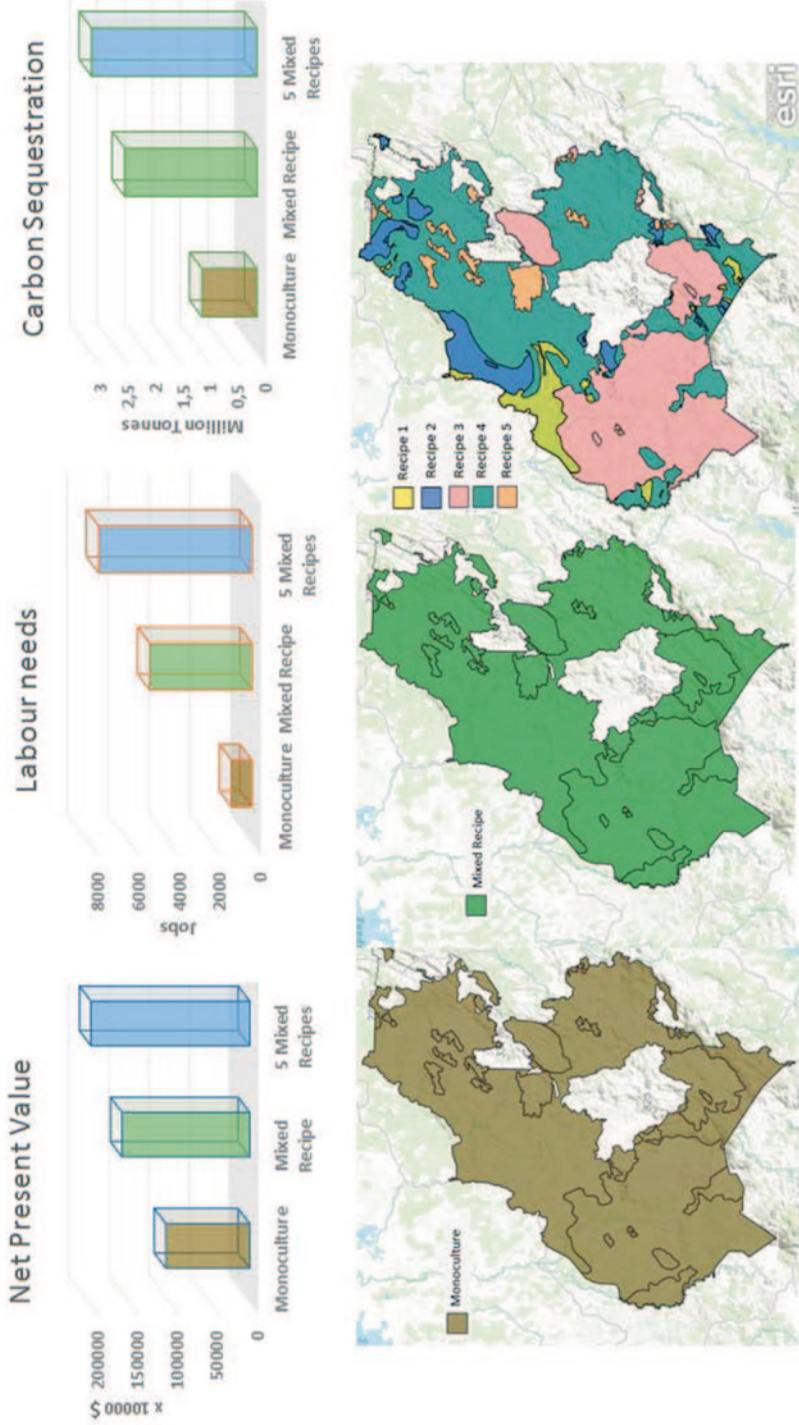 Net Present Value
x 10000 $
200000
150000
100000
50000
0
Monoculture
Mixed Recipe
5 Mixed Recipes
Labour needs
Jobs
8000
6000
4000
2000
0
Monoculture
Mixed Recipe
5 Mixed Recipes
Carbon Sequestration
Million Tonnes
3
2,5
2
1,5
1
0,5
0
Monoculture
Mixed Recipe
5 Mixed Recipes
Monoculture
Mixed Recipe
Recipe 1
Recipe 2
Recipe 3
Recipe 4
Recipe 5
esri